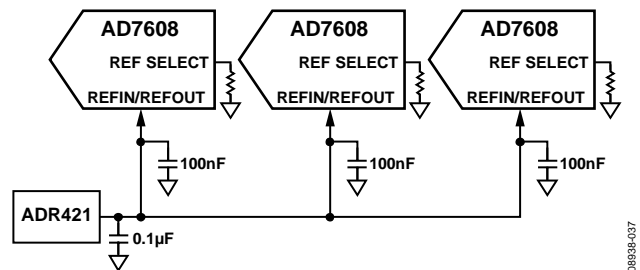 AD7608
REF SELECT
REFIN/REFOUT
100nF
AD7608
REF SELECT
REFIN/REFOUT
100nF
AD7608
REF SELECT
REFIN/REFOUT
100nF
ADR421
0.1µF
08938-037